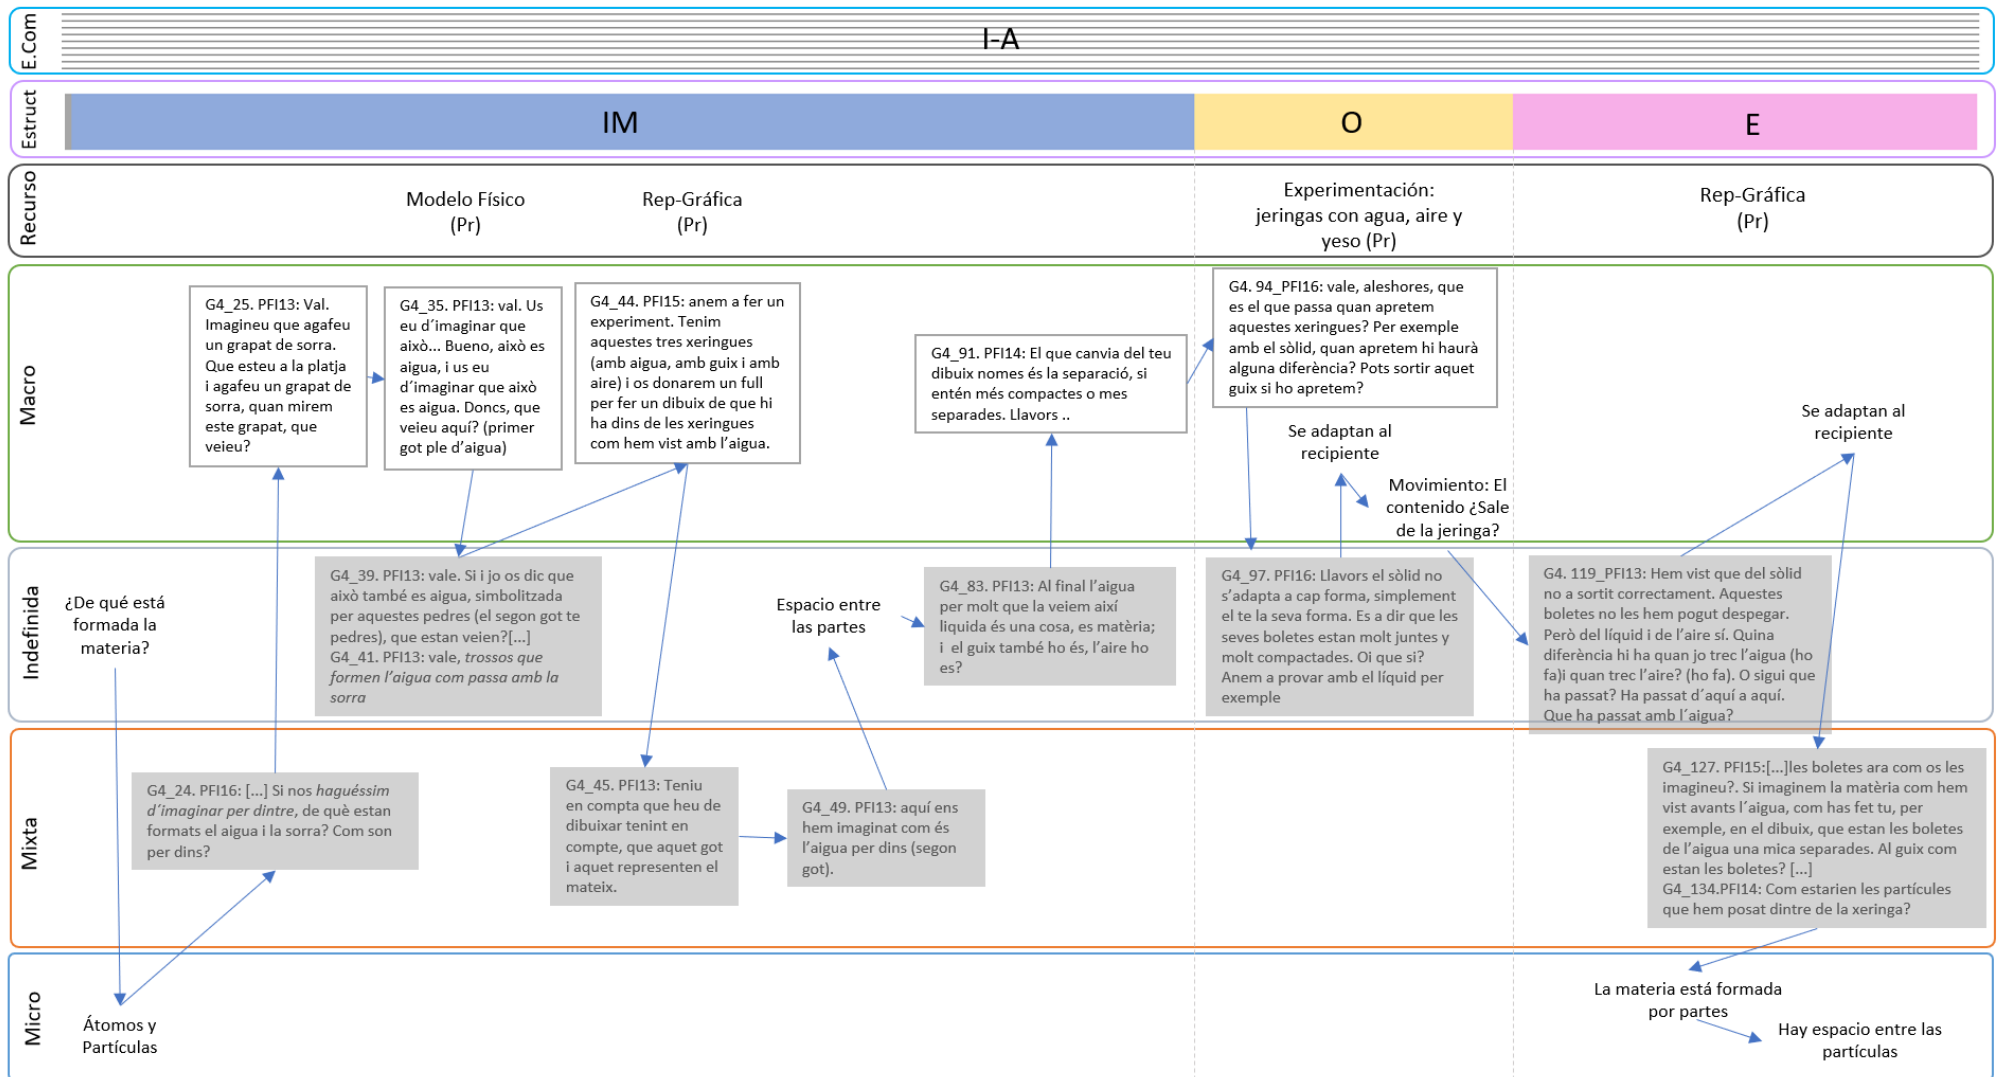 E.Com
I-A
Estruct
IM
O
E
Recurso
Modelo Físico
(Pr)
Rep-Gráfica
(Pr)
Experimentación:
jeringas con agua, aire y
yeso (Pr)
Rep-Gráfica
(Pr)
Macro
G4_25. PFI13: Val.
Imagineu que agafeu
un grapat de sorra.
Que esteu a la platja
i agafeu un grapat de
sorra, quan mirem
este grapat, que
veieu?
G4_35. PFI13: val. Us
eu d´imaginar que
això... Bueno, això es
aigua, i us eu
d´imaginar que això
es aigua. Doncs, que
veieu aquí? (primer
got ple d’aigua)
G4_44. PFI15: anem a fer un
experiment. Tenim
aquestes tres xeringues
(amb aigua, amb guix i amb
aire) i os donarem un full
per fer un dibuix de que hi
ha dins de les xeringues
com hem vist amb l’aigua.
G4_91. PFI14: El que canvia del teu
dibuix nomes és la separació, si
entén més compactes o mes
separades. Llavors ..
G4. 94_PFI16: vale, aleshores, que
es el que passa quan apretem
aquestes xeringues? Per exemple
amb el sòlid, quan apretem hi haurà
alguna diferència? Pots sortir aquet
guix si ho apretem?
Se adaptan al
recipiente
Movimiento: El
contenido ¿Sale
de la jeringa?
Se adaptan al
recipiente
Indefinida
¿De qué está
formada la
materia?
G4_39. PFI13: vale. Si i jo os dic que
això també es aigua, simbolitzada
per aquestes pedres (el segon got te
pedres), que estan veien?[...]
G4_41. PFI13: vale, trossos que
formen l’aigua com passa amb la
sorra
Espacio entre
las partes
G4_83. PFI13: Al final l’aigua
per molt que la veiem així
liquida és una cosa, es matèria;
i el guix també ho és, l’aire ho
es?
G4_97. PFI16: Llavors el sòlid no
s’adapta a cap forma, simplement
el te la seva forma. Es a dir que les
seves boletes estan molt juntes y
molt compactades. Oi que si?
Anem a provar amb el líquid per
exemple
G4. 119_PFI13: Hem vist que del sòlid
no a sortit correctament. Aquestes
boletes no les hem pogut despegar.
Però del líquid i de l’aire sí. Quina
diferència hi ha quan jo trec l’aigua (ho
fa)i quan trec l’aire? (ho fa). O sigui que
ha passat? Ha passat d´aquí a aquí.
Que ha passat amb l´aigua?
Mixta
G4_24. PFI16: [...] Si nos haguéssim
d´imaginar per dintre, de què estan
formats el aigua i la sorra? Com son
per dins?
G4_45. PFI13: Teniu
en compta que heu de
dibuixar tenint en
compte, que aquet got
i aquet representen el
mateix.
G4_49. PFI13: aquí ens
hem imaginat com és
l’aigua per dins (segon
got).
G4_127. PFI15:[...]les boletes ara com os les
imagineu?. Si imaginem la matèria com hem
vist avants l´aigua, com has fet tu, per
exemple, en el dibuix, que estan les boletes
de l’aigua una mica separades. Al guix com
estan les boletes? [...]
G4_134.PFI14: Com estarien les partícules
que hem posat dintre de la xeringa?
Micro
Átomos y
Partículas
La materia está formada
por partes
Hay espacio entre las
partículas